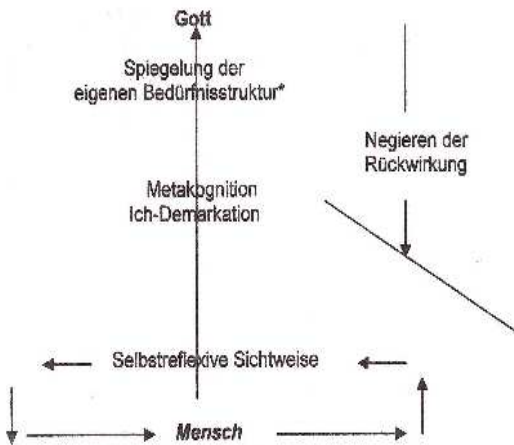 Gott
Spiegelung der
eigenen Bedürfnisstruktur*
Negieren der
Rückwirkung
Metakognition
Ich-Demarkation
Selbstreflexive Sichtweise
Mensch